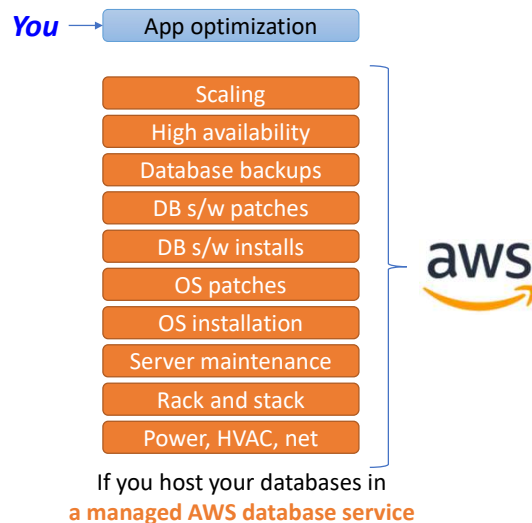 You
App optimization
Scaling
High availability
Database backups
DB s/w patches
DB s/w installs
OS patches
OS installation
Server maintenance
Rack and stack
Power, HVAC, net
aws
If you host your databases in
a managed AWS database service